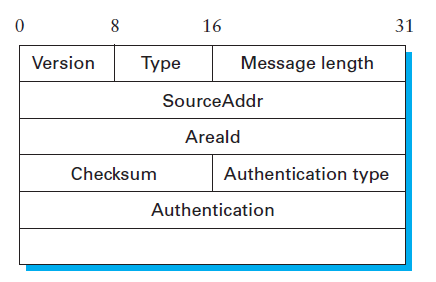 0 8 16 31
Version Type Message length
SourceAddr
AreaId
Checksum Authentication type
Authentication